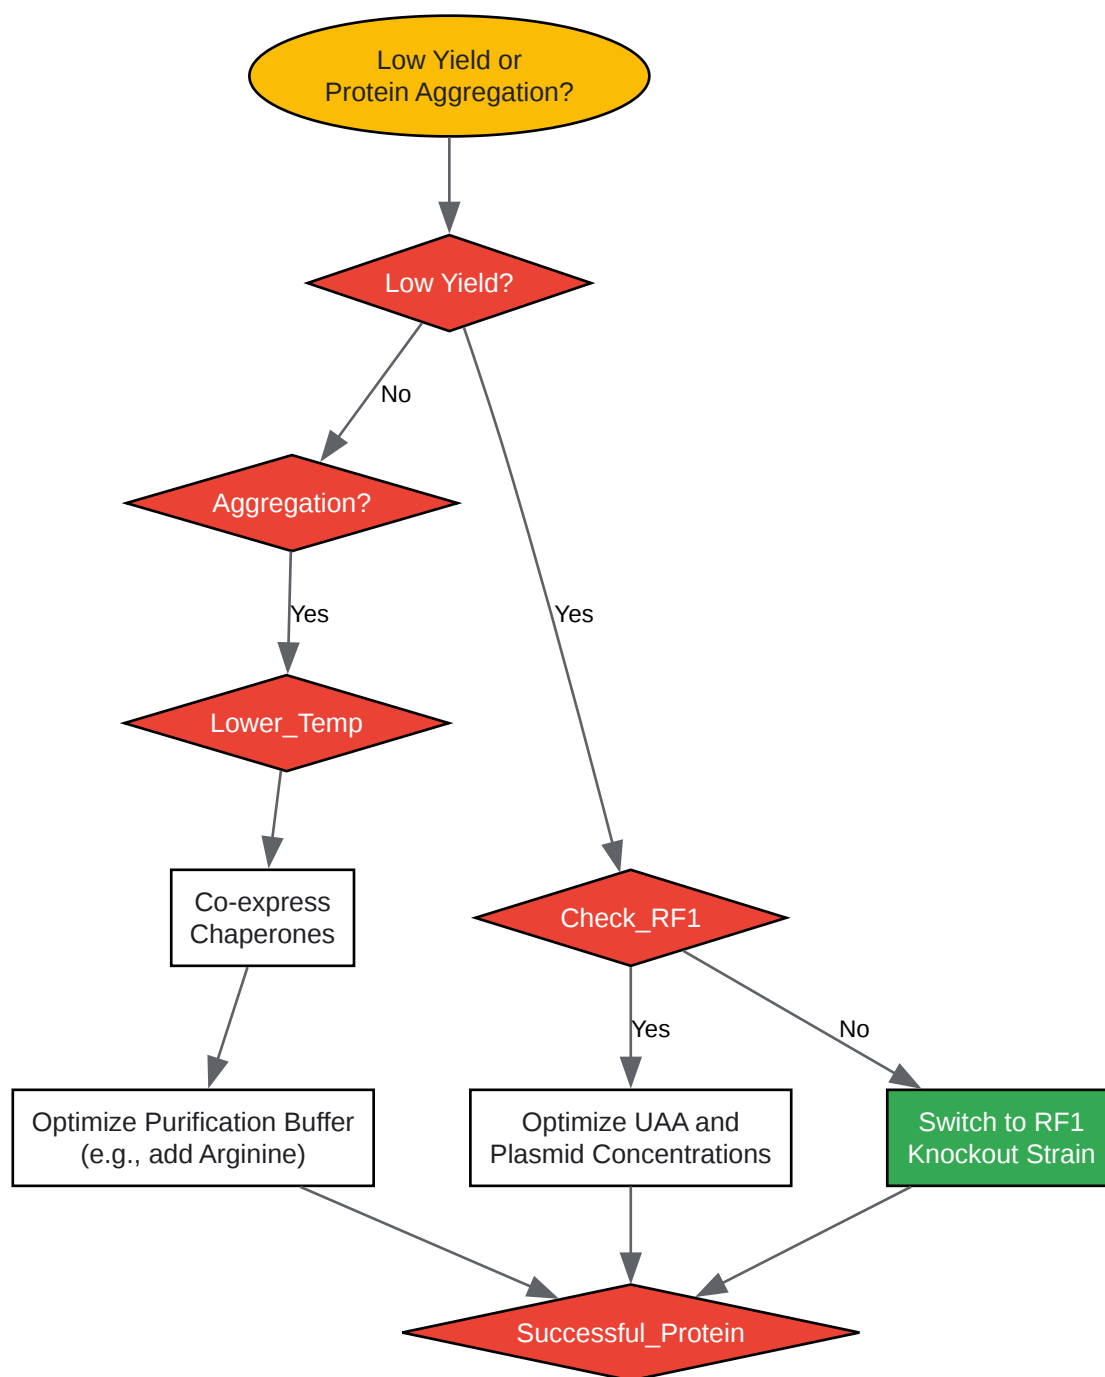 Low Yield or
Protein Aggregation?
Low Yield?
No
Aggregation?
Yes
Yes
Lower_Temp
Co-express
Chaperones
Check_RF1
Yes
No
Optimize Purification Buffer
(e.g., add Arginine)
Optimize UAA and
Plasmid Concentrations
Switch to RF1
Knockout Strain
Successful_Protein